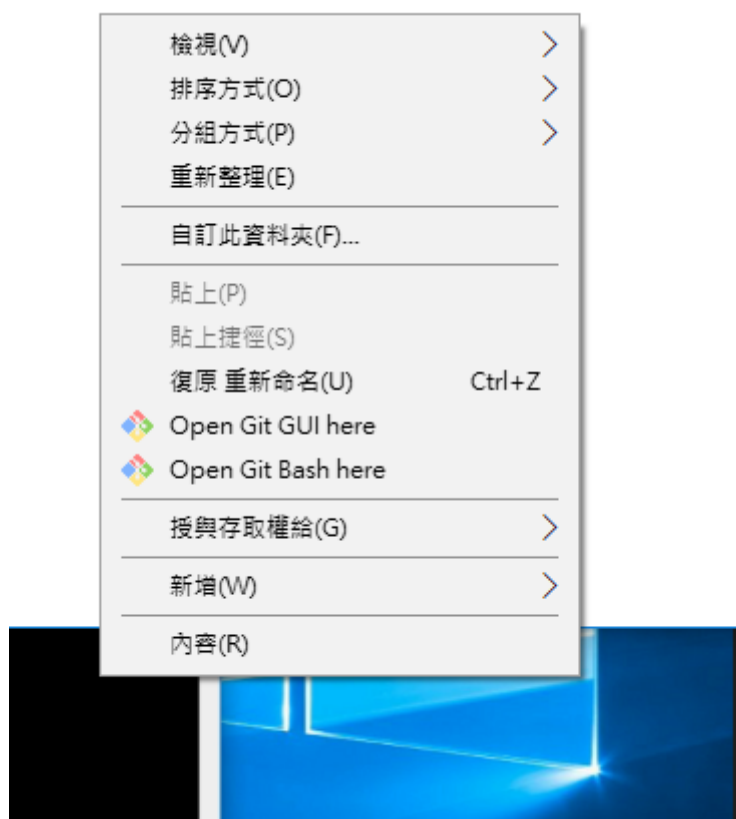 檢視(V)
排序方式(O)
分組方式(P)
重新整理(E)
自訂此資料夾(F)...
貼上(P)
貼上捷徑(S)
復原 重新命名(U) Ctrl+Z
Open Git GUI here
Open Git Bash here
授與存取權給(G)
新增(W)
內容(R)